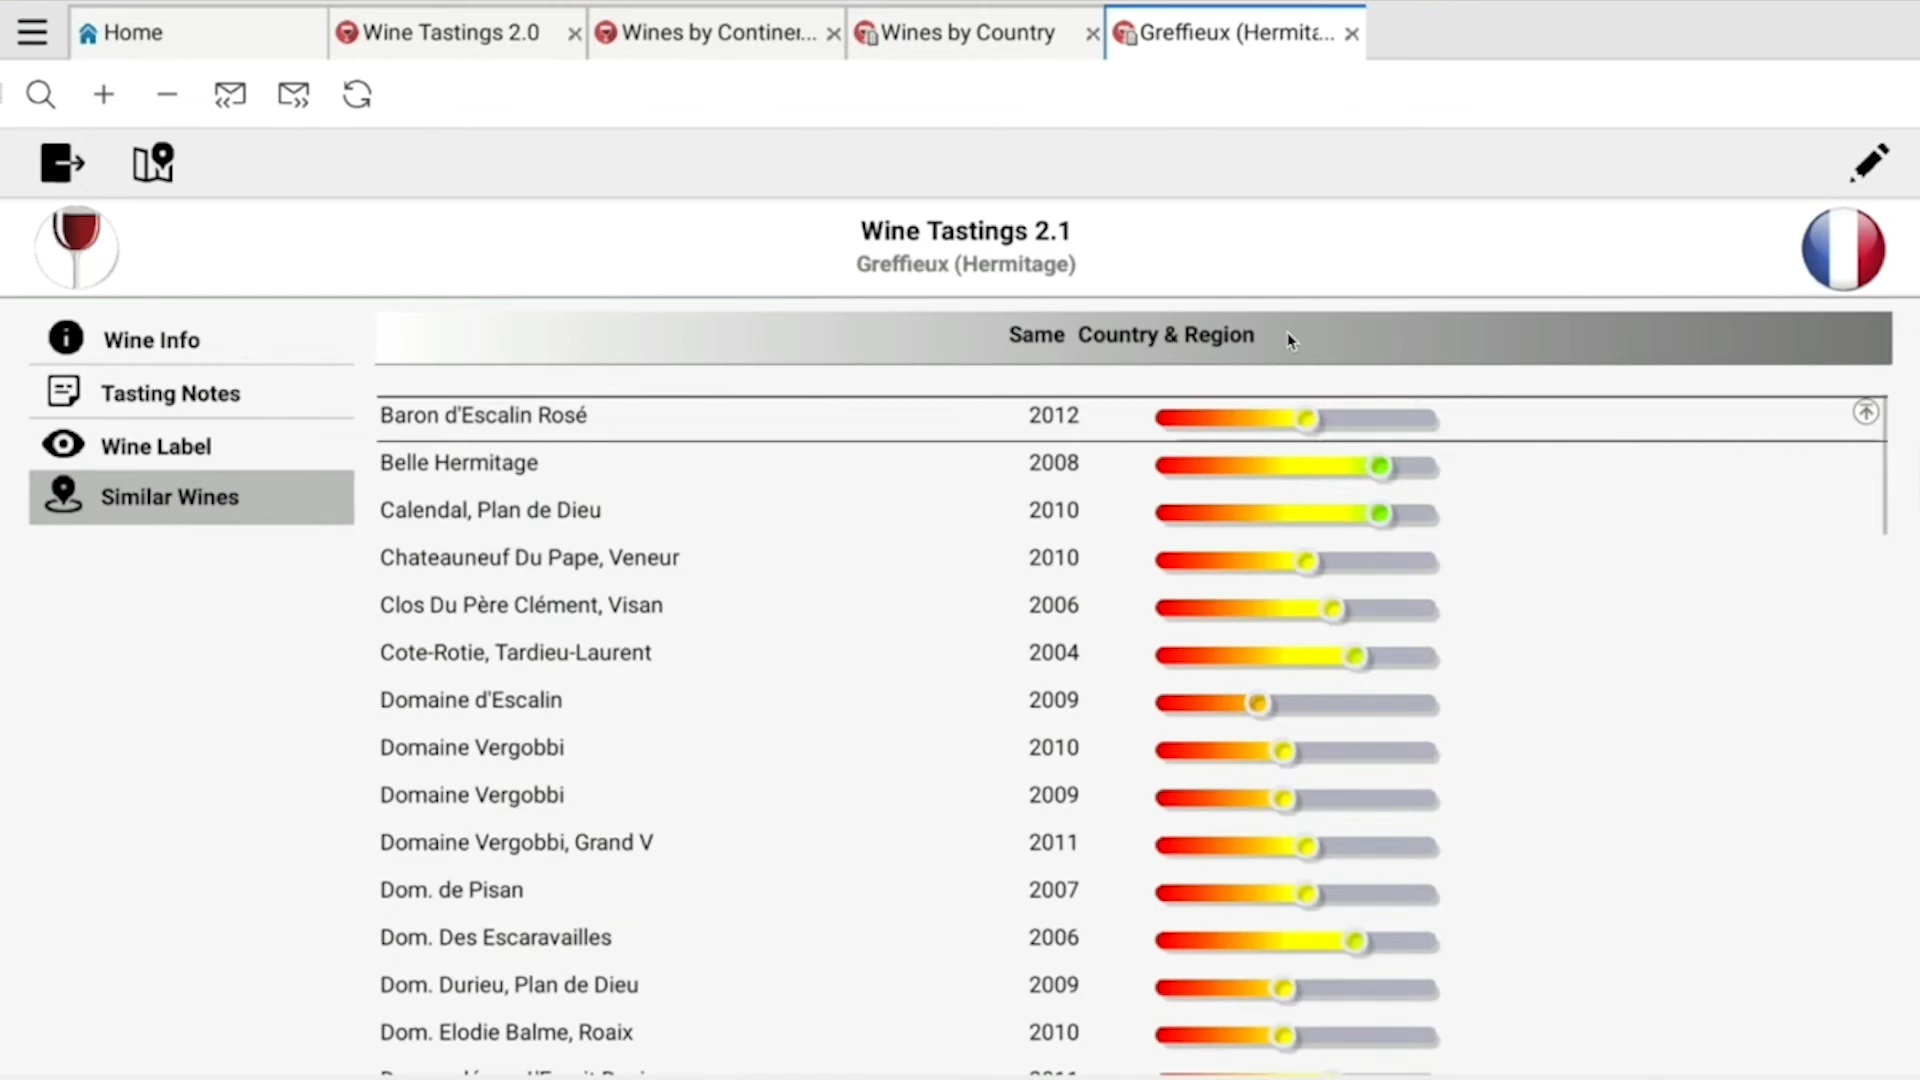 Home
Wine Tastings 2.0
Wines by Continer...
Wines by Country
Greffieux (Hermita...
Wine Tastings 2.1
Greffieux (Hermitage)
Wine Info
Tasting Notes
Wine Label
Similar Wines
Same Country & Region
Baron d'Escalin Rosé 2012
Belle Hermitage 2008
Calendal, Plan de Dieu 2010
Chateauneuf Du Pape, Veneur 2010
Clos Du Père Clément, Visan 2006
Cote-Rotie, Tardieu-Laurent 2004
Domaine d'Escalin 2009
Domaine Vergobbi 2010
Domaine Vergobbi 2009
Domaine Vergobbi, Grand V 2011
Dom. de Pisan 2007
Dom. Des Escaravailles 2006
Dom. Durieu, Plan de Dieu 2009
Dom. Elodie Balme, Roaix 2010